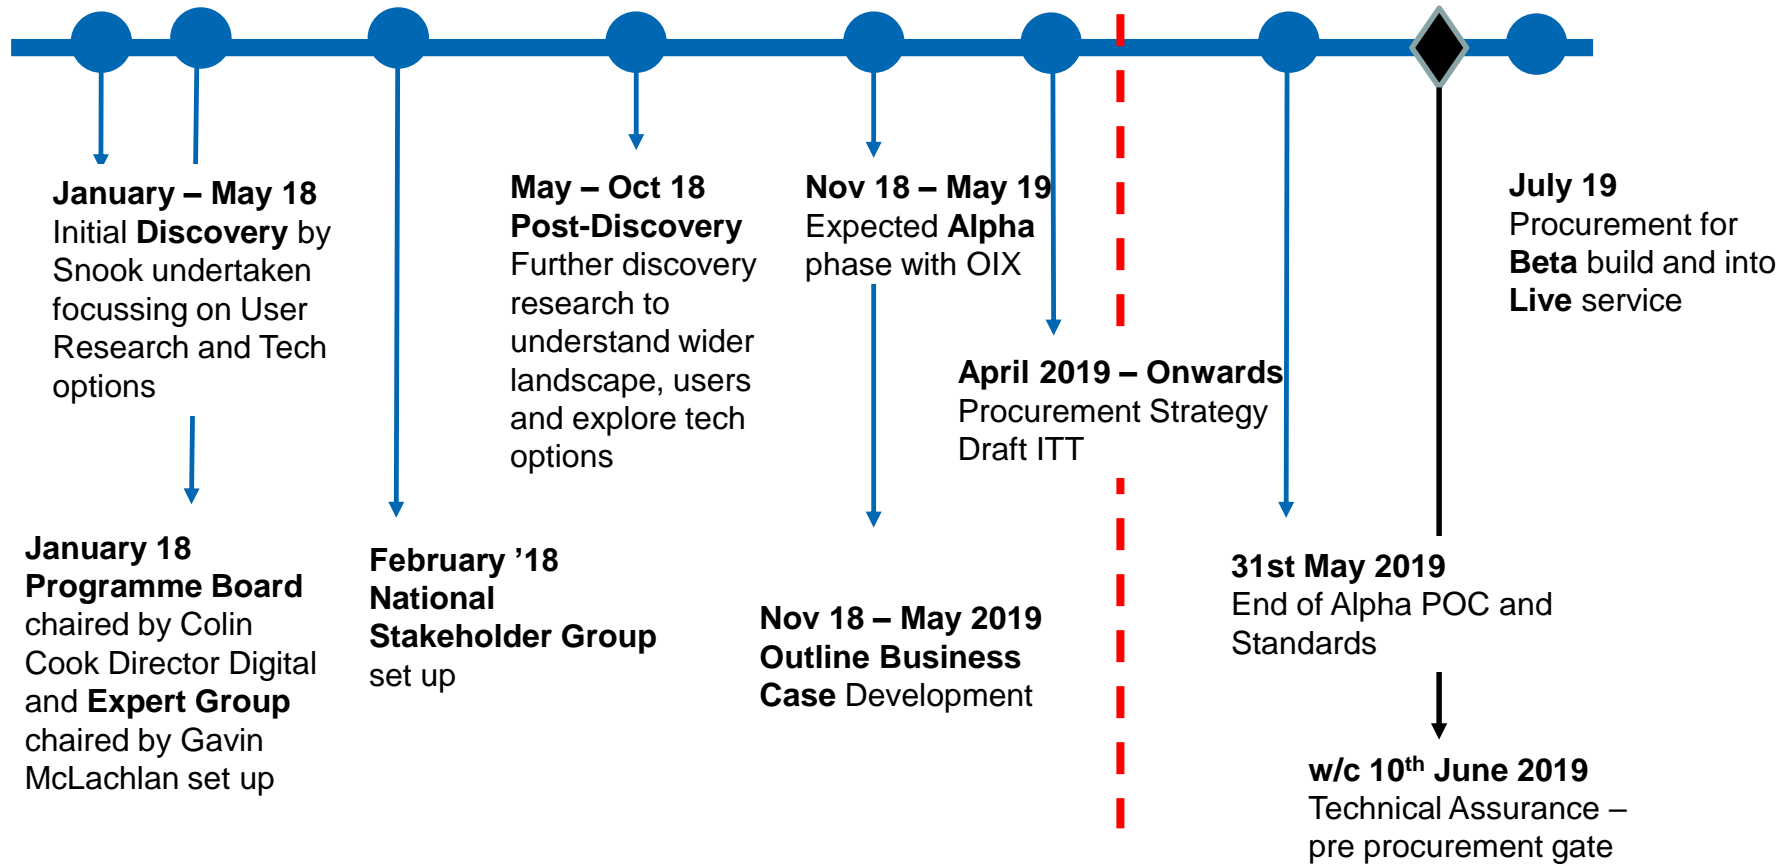 January – May 18
Initial Discovery by
Snook undertaken
focussing on User
Research and Tech
options
January 18
Programme Board
chaired by Colin
Cook Director Digital
and Expert Group
chaired by Gavin
McLachlan set up
February ’18
National
Stakeholder Group
set up
May – Oct 18
Post-Discovery
Further discovery
research to
understand wider
landscape, users
and explore tech
options
Nov 18 – May 19
Expected Alpha
phase with OIX
Nov 18 – May 2019
Outline Business
Case Development
April 2019 – Onwards
Procurement Strategy
Draft ITT
31st May 2019
End of Alpha POC and
Standards
w/c 10th June 2019
Technical Assurance –
pre procurement gate
July 19
Procurement for
Beta build and into
Live service